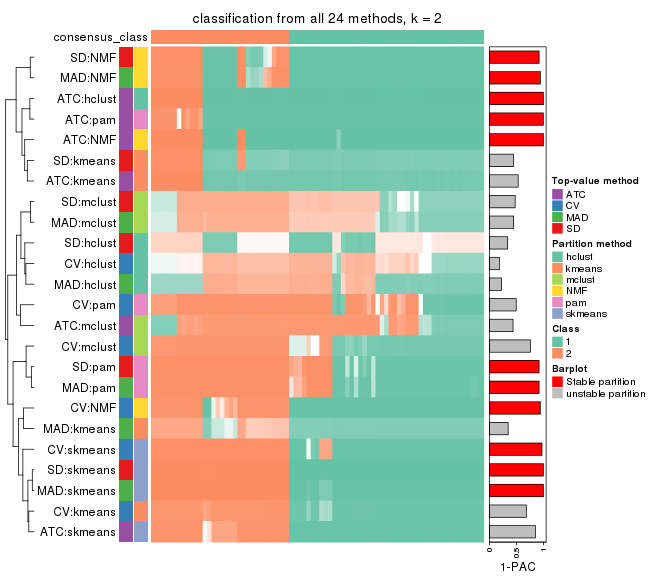 classification from all 24 methods, k = 2
consensus_class
SD:NMF
MAD:NMF
ATC:hclust
ATC:pam
ATC:NMF
SD:kmeans
ATC:kmeans
SD:mclust
MAD:mclust
SD:hclust
CV:hclust
MAD:hclust
CV:pam
ATC:mclust
CV:mclust
SD:pam
MAD:pam
CV:NMF
MAD:kmeans
CV:skmeans
SD:skmeans
MAD:skmeans
CV:kmeans
ATC:skmeans
0
0.5
1
1-PAC
Top-value method
ATC
CV
MAD
SD
Partition method
hclust
kmeans
mclust
NMF
pam
skmeans
Class
1
2
Barplot
Stable partition
unstable partition